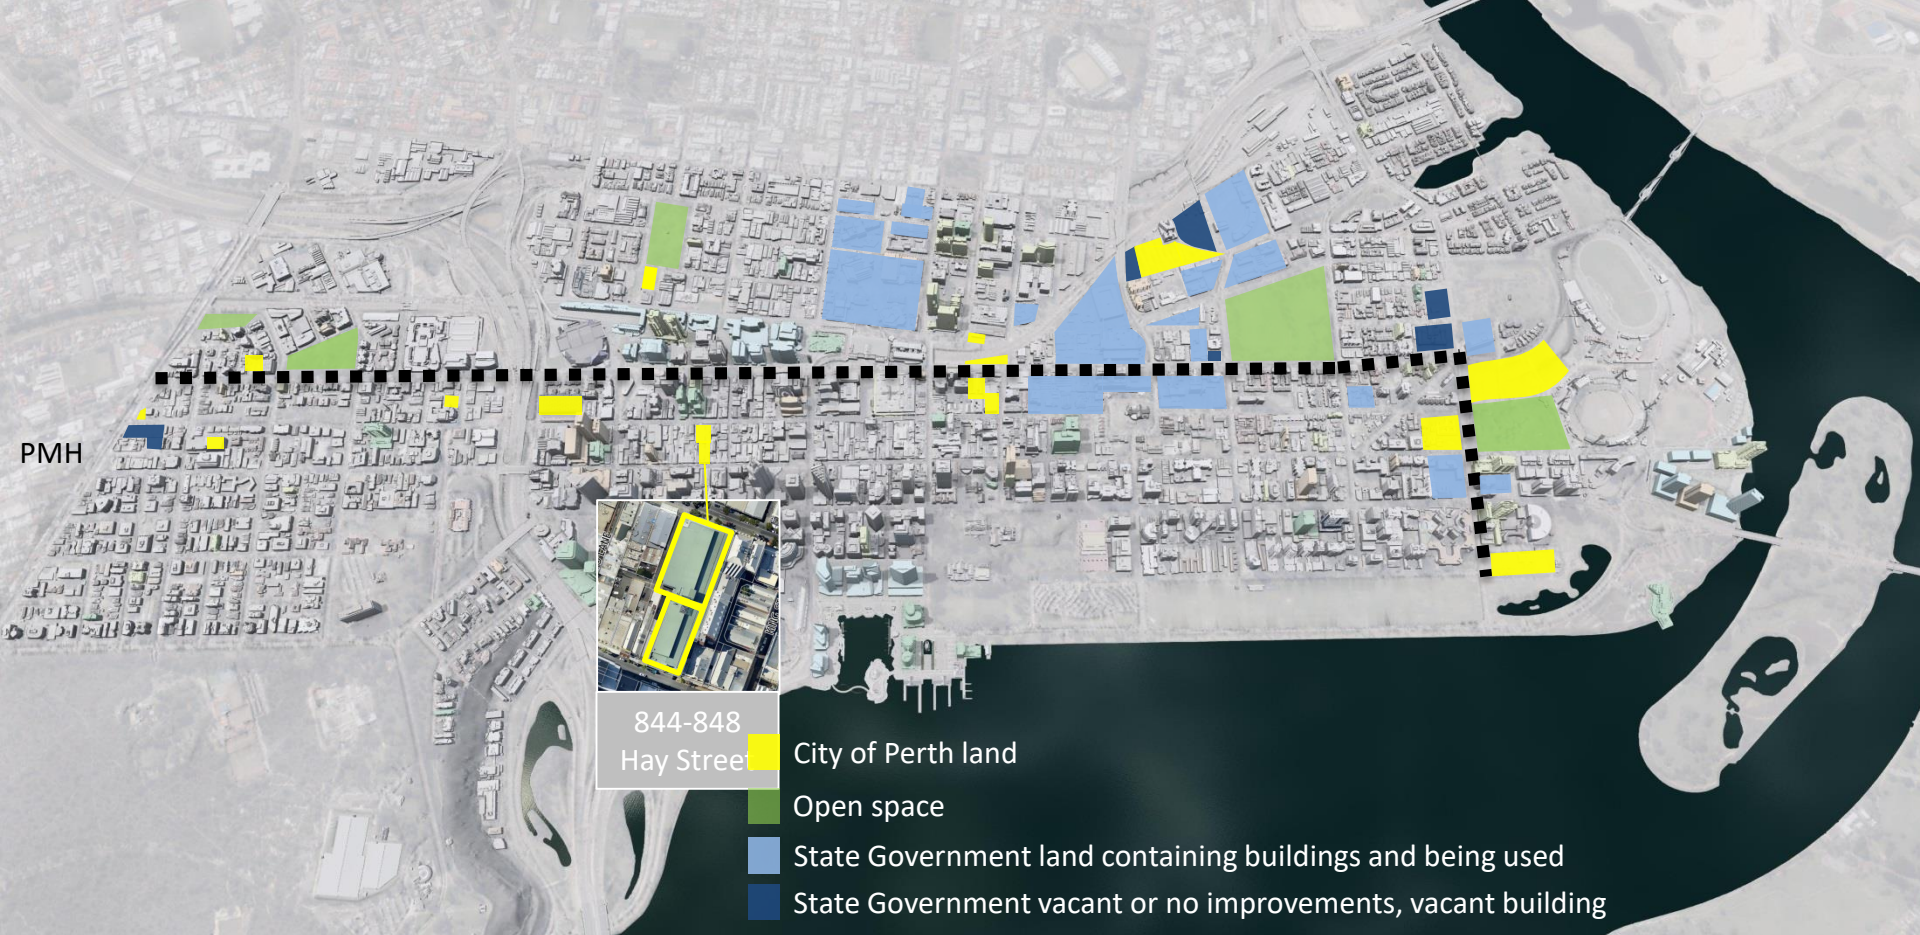 PMH
844-848
Hay Street
City of Perth land
Open space
State Government land containing buildings and being used
State Government vacant or no improvements, vacant building